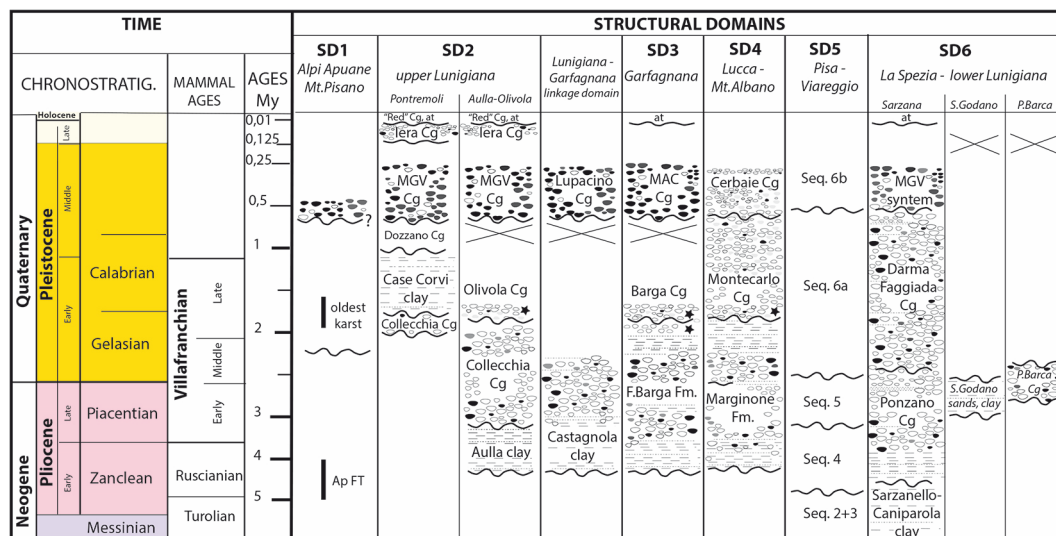 TIME
STRUCTURAL DOMAINS
CHRONOSTRATIG.
MAMMAL
AGES
AGES
My
SD1
Alpi Apuane
Mt.Pisano
SD2
upper Lunigiana
Pontremoli
Aulla-Olivola
Lunigiana -
Garfagnana
linkage domain
SD3
Garfagnana
SD4
Lucca -
Mt.Albano
SD5
Pisa -
Viareggio
SD6
La Spezia - lower Lunigiana
Sarzana
S.Godano
P.Barca
Quaternary
Neogene
Pleistocene
Pliocene
Holocene
Late
Middle
Early
Late
Early
Calabrian
Gelasian
Piacentian
Zanclean
Messinian
Villafranchian
Late
Middle
Early
Ruscianian
Turolian
0,01
0,125
0,25
0,5
1
2
3
4
5
?
oldest
karst
Ap FT
"Red" Cg, at
Iera Cg
MGV
Cg
Dozzano Cg
Case Corvi
clay
Collecchia Cg
"Red" Cg, at
Iera Cg
MGV
Cg
Olivola Cg
Collecchia
Cg
Aulla clay
Lupacino
Cg
Castagnola
clay
at
MAC
Cg
Barga Cg
F.Barga Fm.
Cerbaie Cg
Montecarlo
Cg
Marginone
Fm.
Seq. 6b
Seq. 6a
Seq. 5
Seq. 4
Seq. 2+3
at
MGV
syntem
Darma
Faggiada
Cg
Ponzano
Cg
Sarzanello-
Caniparola
clay
S.Godano
sands, clay
P.Barca
Cg